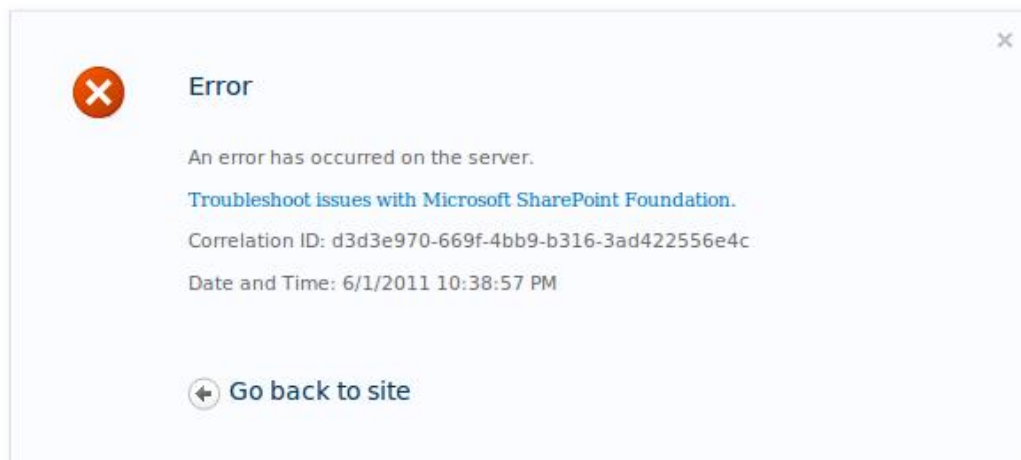 Error
An error has occurred on the server.
Troubleshoot issues with Microsoft SharePoint Foundation.
Correlation ID: d3d3e970-669f-4bb9-b316-3ad422556e4c
Date and Time: 6/1/2011 10:38:57 PM
Go back to site